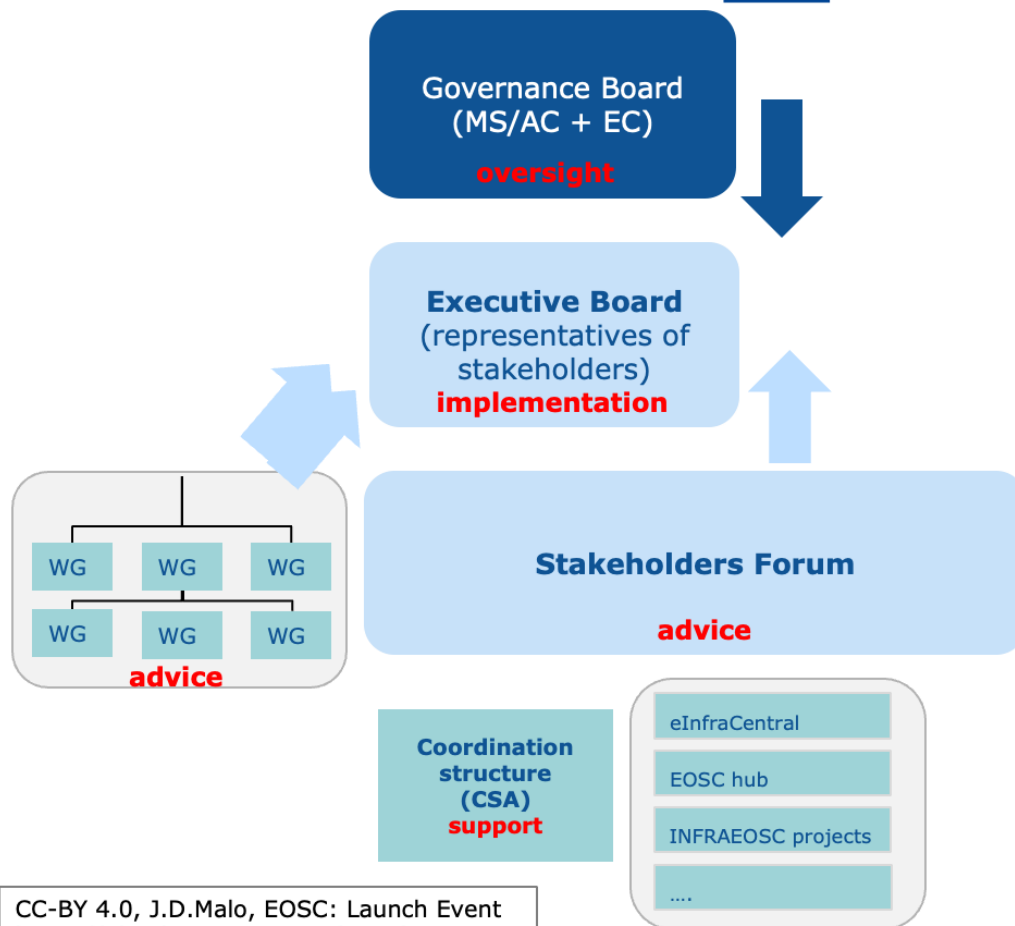 Governance Board
(MS/AC + EC)
oversight
Executive Board
(representatives of
stakeholders)
implementation
WG
WG
WG
WG
WG
WG
advice
Stakeholders Forum
advice
Coordination
structure
(CSA)
support
eInfraCentral
EOSC hub
INFRAEOSC projects
....
CC-BY 4.0, J.D.Malo, EOSC: Launch Event